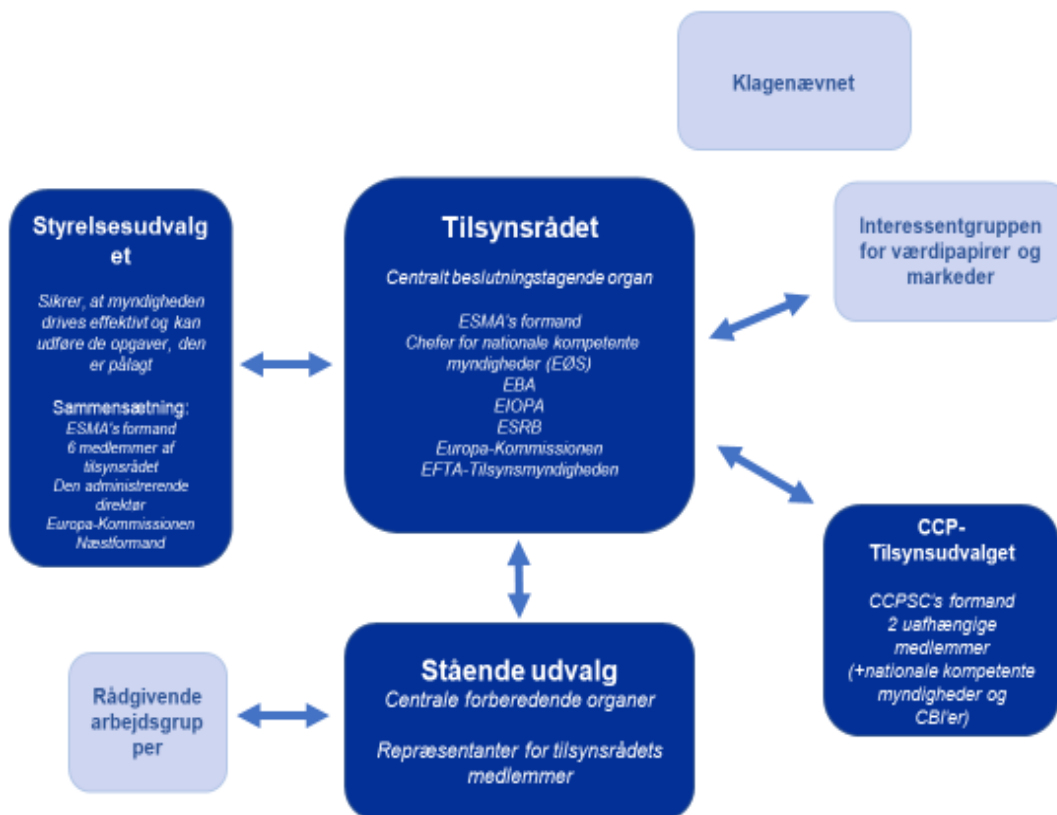 Klagenævnet
Styrelsesudvalg
et
Sikrer, at myndigheden
drives effektivt og kan
udføre de opgaver, den
er pålagt
Sammensætning:
ESMA's formand
6 medlemmer af
tilsynsrådet
Den administrerende
direktør
Europa-Kommissionen
Næstformand
Tilsynsrådet
Centralt beslutningstagende organ
ESMA's formand
Chefer for nationale kompetente
myndigheder (EØS)
EBA
EIOPA
ESRB
Europa-Kommissionen
EFTA-Tilsynsmyndigheden
Interessentgruppen
for værdipapirer og
markeder
CCP-
Tilsynsudvalget
CCPSC's formand
2 uafhængige
medlemmer
(+nationale kompetente
myndigheder og
CBI'er)
Rådgivende
arbejdsgrup
per
Stående udvalg
Centrale forberedende organer
Repræsentanter for tilsynsrådets
medlemmer